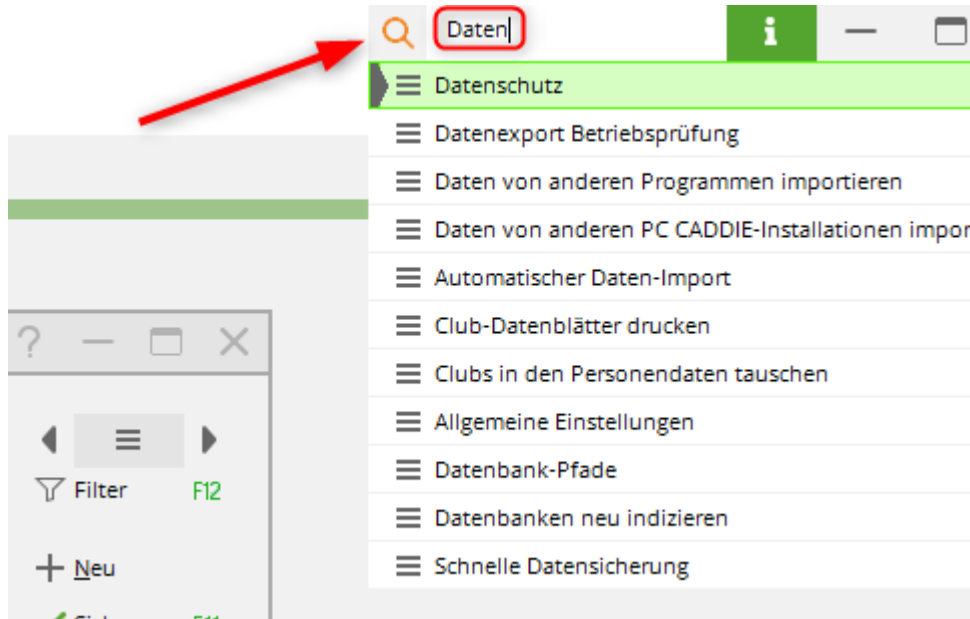 Daten
Datenschutz
Datenexport Betriebsprüfung
Daten von anderen Programmen importieren
Daten von anderen PC CADDIE-Installationen impor
Automatischer Daten-Import
Club-Datenblätter drucken
Clubs in den Personendaten tauschen
Allgemeine Einstellungen
Datenbank-Pfade
Datenbanken neu indizieren
Schnelle Datensicherung
Filter F12
Neu